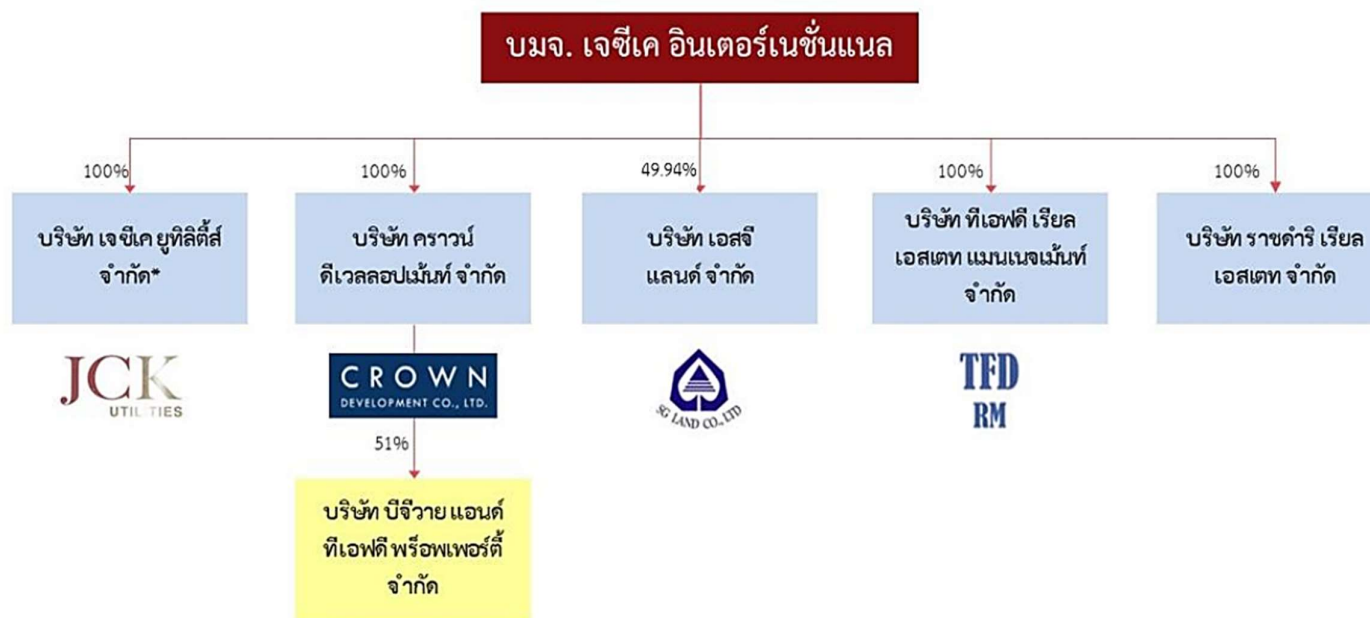 บมจ. เจซีเค อินเตอร์เนชั่นแนล
100%
100%
49.94%
100%
100%
บริษัท เจซีเค ยูทิลิตี้ส์
จำกัด*
บริษัท คราวน์
ดีเวลลอปเม้นท์ จำกัด
บริษัท เอสจี
แลนด์ จำกัด
บริษัท ทีเอฟดี เรียล
เอสเตท แมนเนจเม้นท์
จำกัด
บริษัท ราชดำริ เรียล
เอสเตท จำกัด
JCK
UTILITIES
CROWN
DEVELOPMENT CO., LTD.
SG LAND CO., LTD
TFD
RM
51%
บริษัท บีจีวาย แอนด์
ทีเอฟดี พร็อพเพอร์ตี้
จำกัด